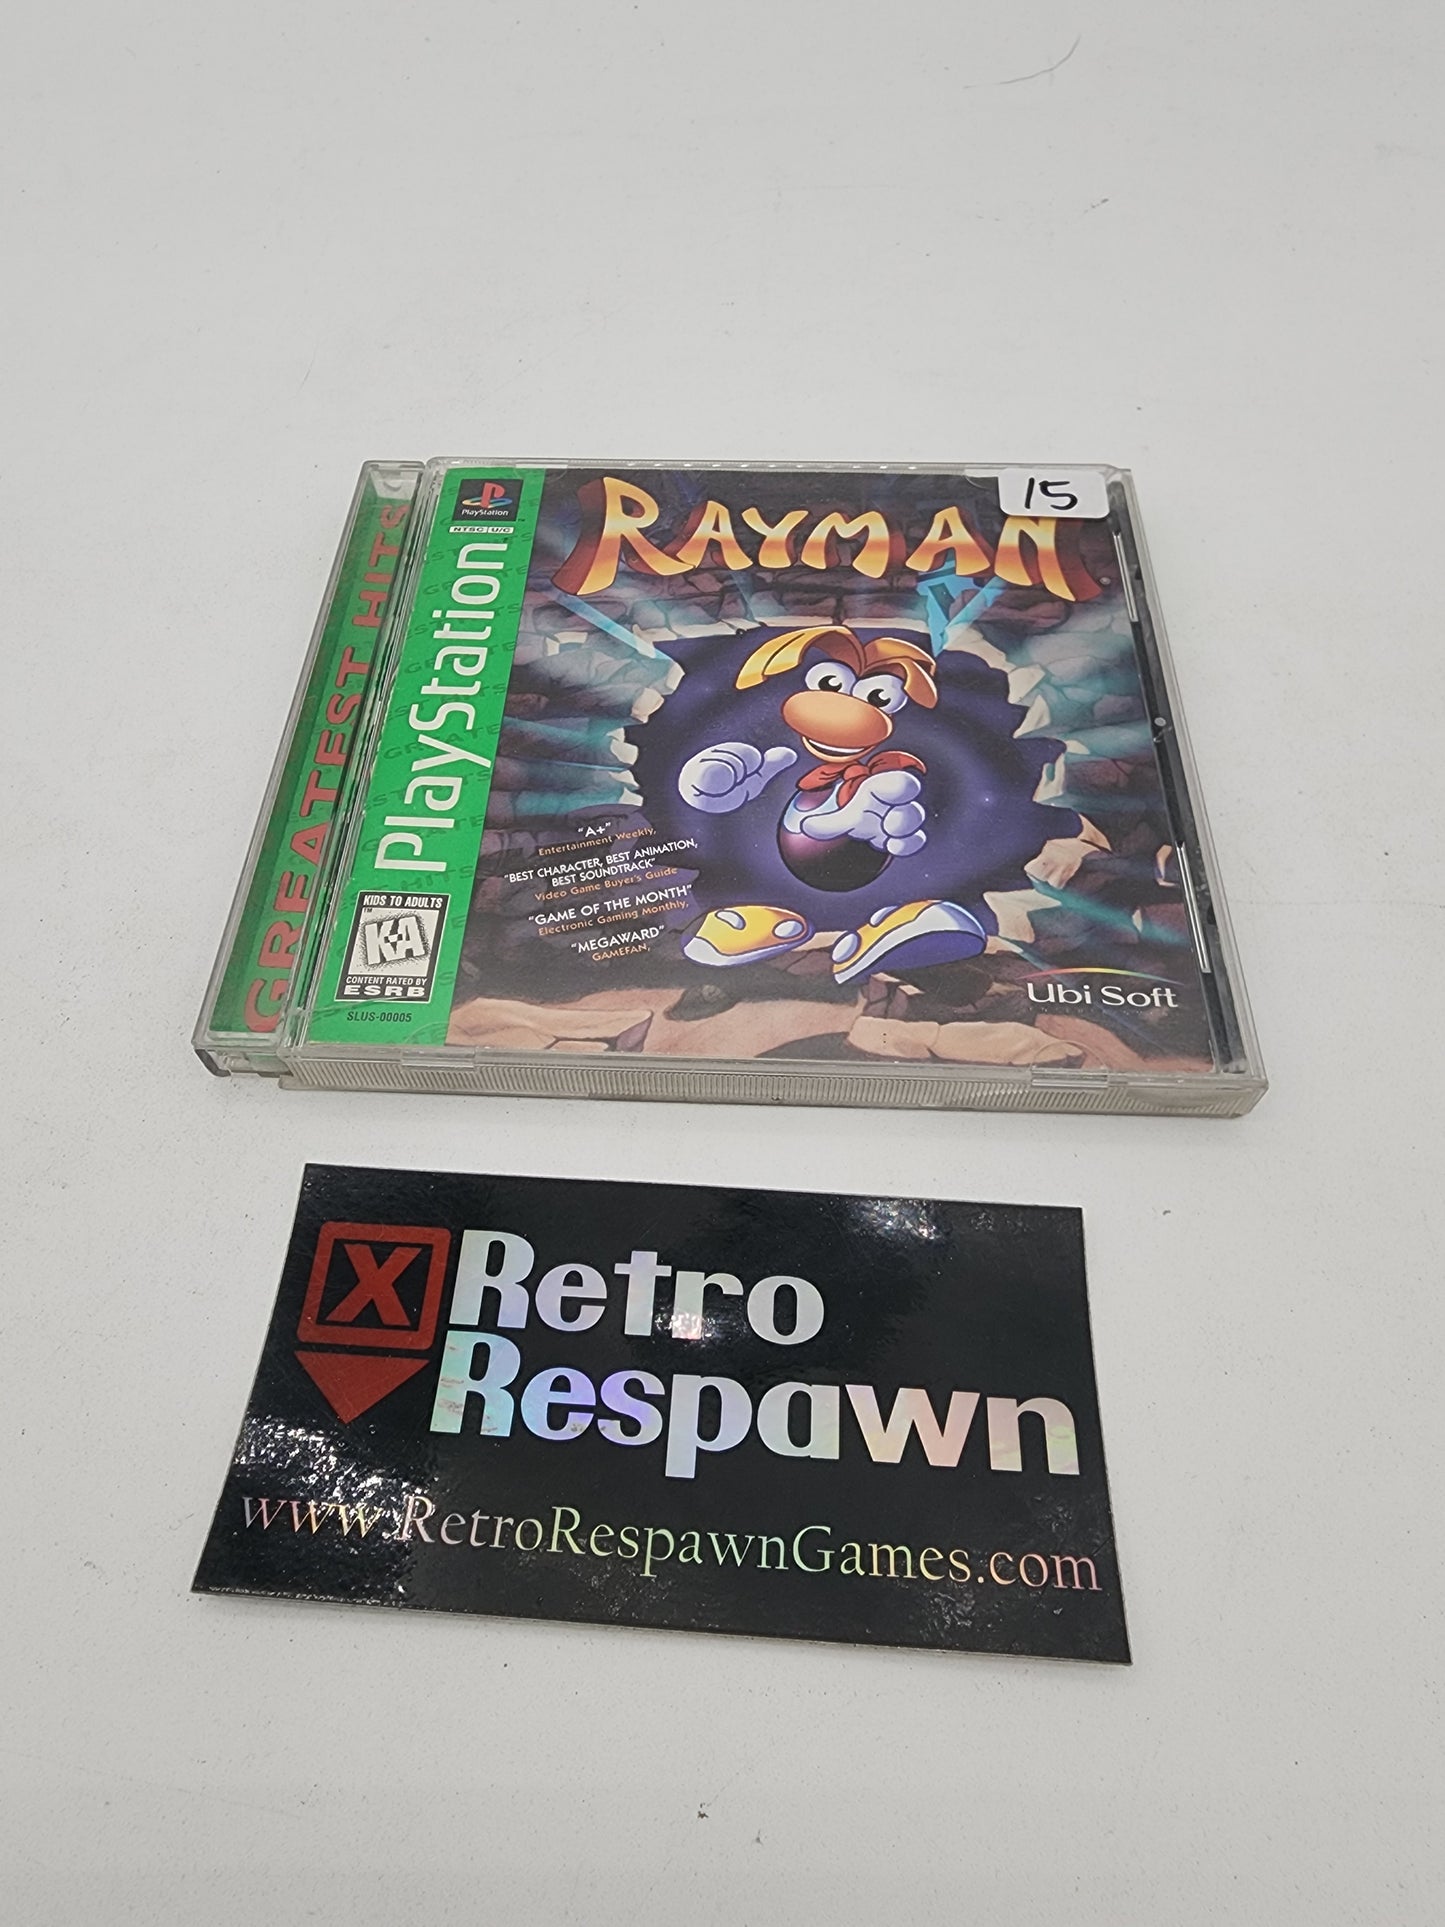 GREATEST HITS
PlayStation
NTSC U/C
PlayStation
KIDS TO ADULTS
K-A
CONTENT RATED BY
ESRB
SLUS-00005
RAYMAN
15
"A+"
Entertainment Weekly,
"BEST CHARACTER, BEST ANIMATION,
BEST SOUNDTRACK"
Video Game Buyer's Guide
"GAME OF THE MONTH"
Electronic Gaming Monthly,
"MEGAWARD"
GAMEFAN,
Ubi Soft
X
Retro
Respawn
www.RetroRespawnGames.com